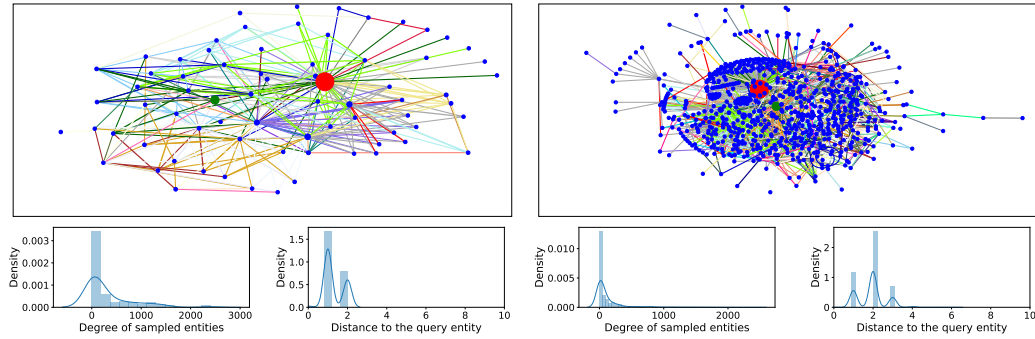 0.003
0.002
0.001
0.000
Density
0 1000 2000 3000
Degree of sampled entities
1.5
1.0
0.5
0.0
Density
0 2 4 6 8 10
Distance to the query entity
0.010
0.005
0.000
Density
0 1000 2000
Degree of sampled entities
2
1
0
Density
0 2 4 6 8 10
Distance to the query entity